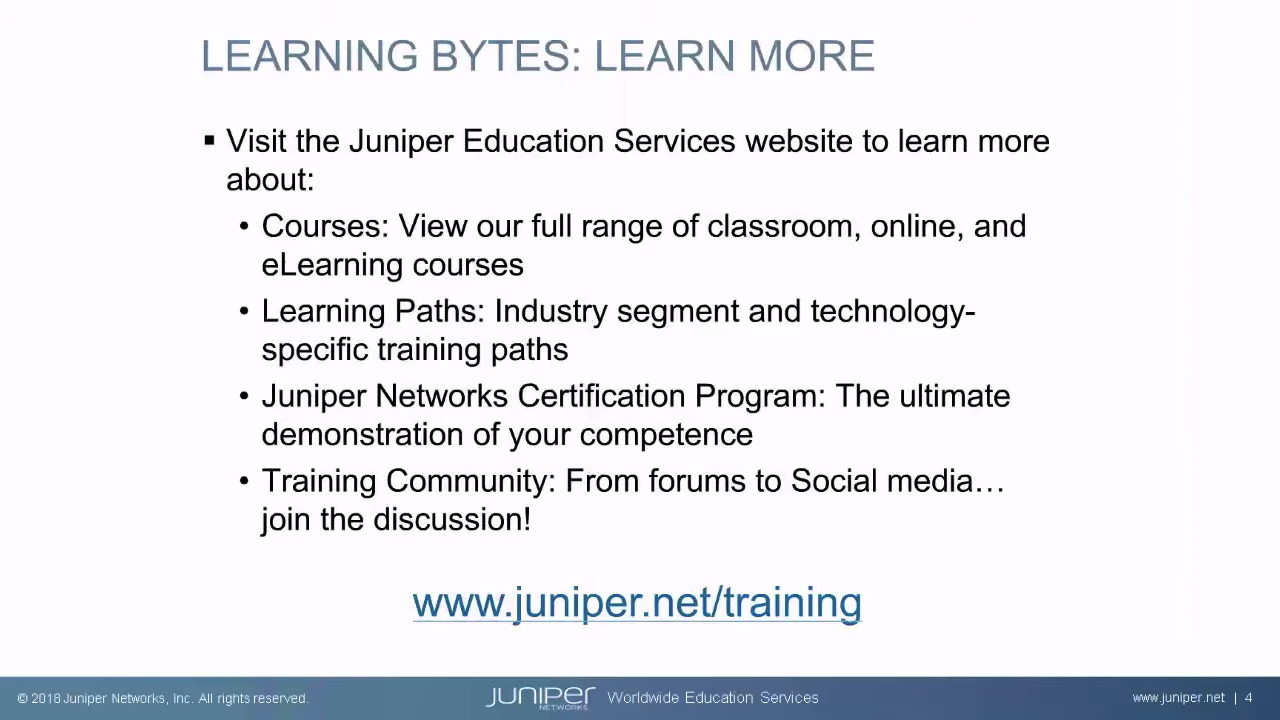 LEARNING BYTES: LEARN MORE
▪ Visit the Juniper Education Services website to learn more
about:
• Courses: View our full range of classroom, online, and
eLearning courses
• Learning Paths: Industry segment and technology-
specific training paths
• Juniper Networks Certification Program: The ultimate
demonstration of your competence
• Training Community: From forums to Social media…
join the discussion!
www.juniper.net/training
© 2018 Juniper Networks, Inc. All rights reserved.
JUNIPER
NETWORKS
Worldwide Education Services
www.juniper.net | 4